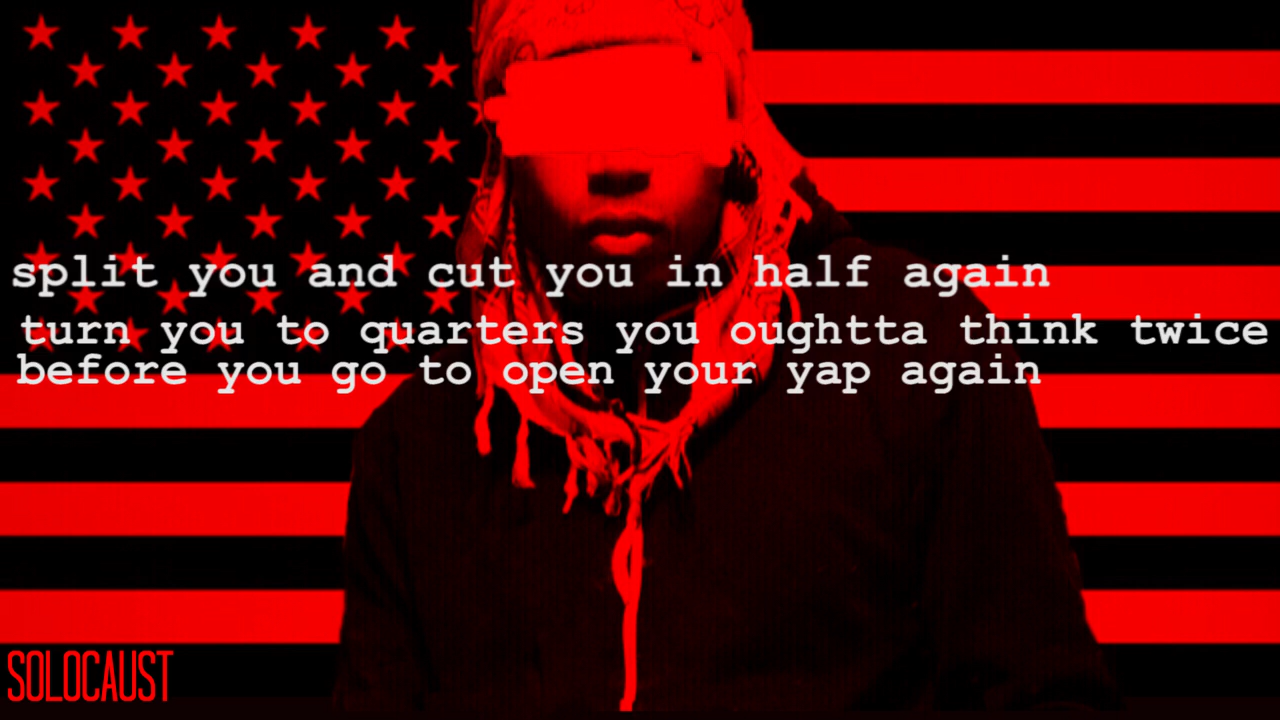 split you and cut you in half again
turn you to quarters you oughtta think twice
before you go to open your yap again
SOLOCAUST